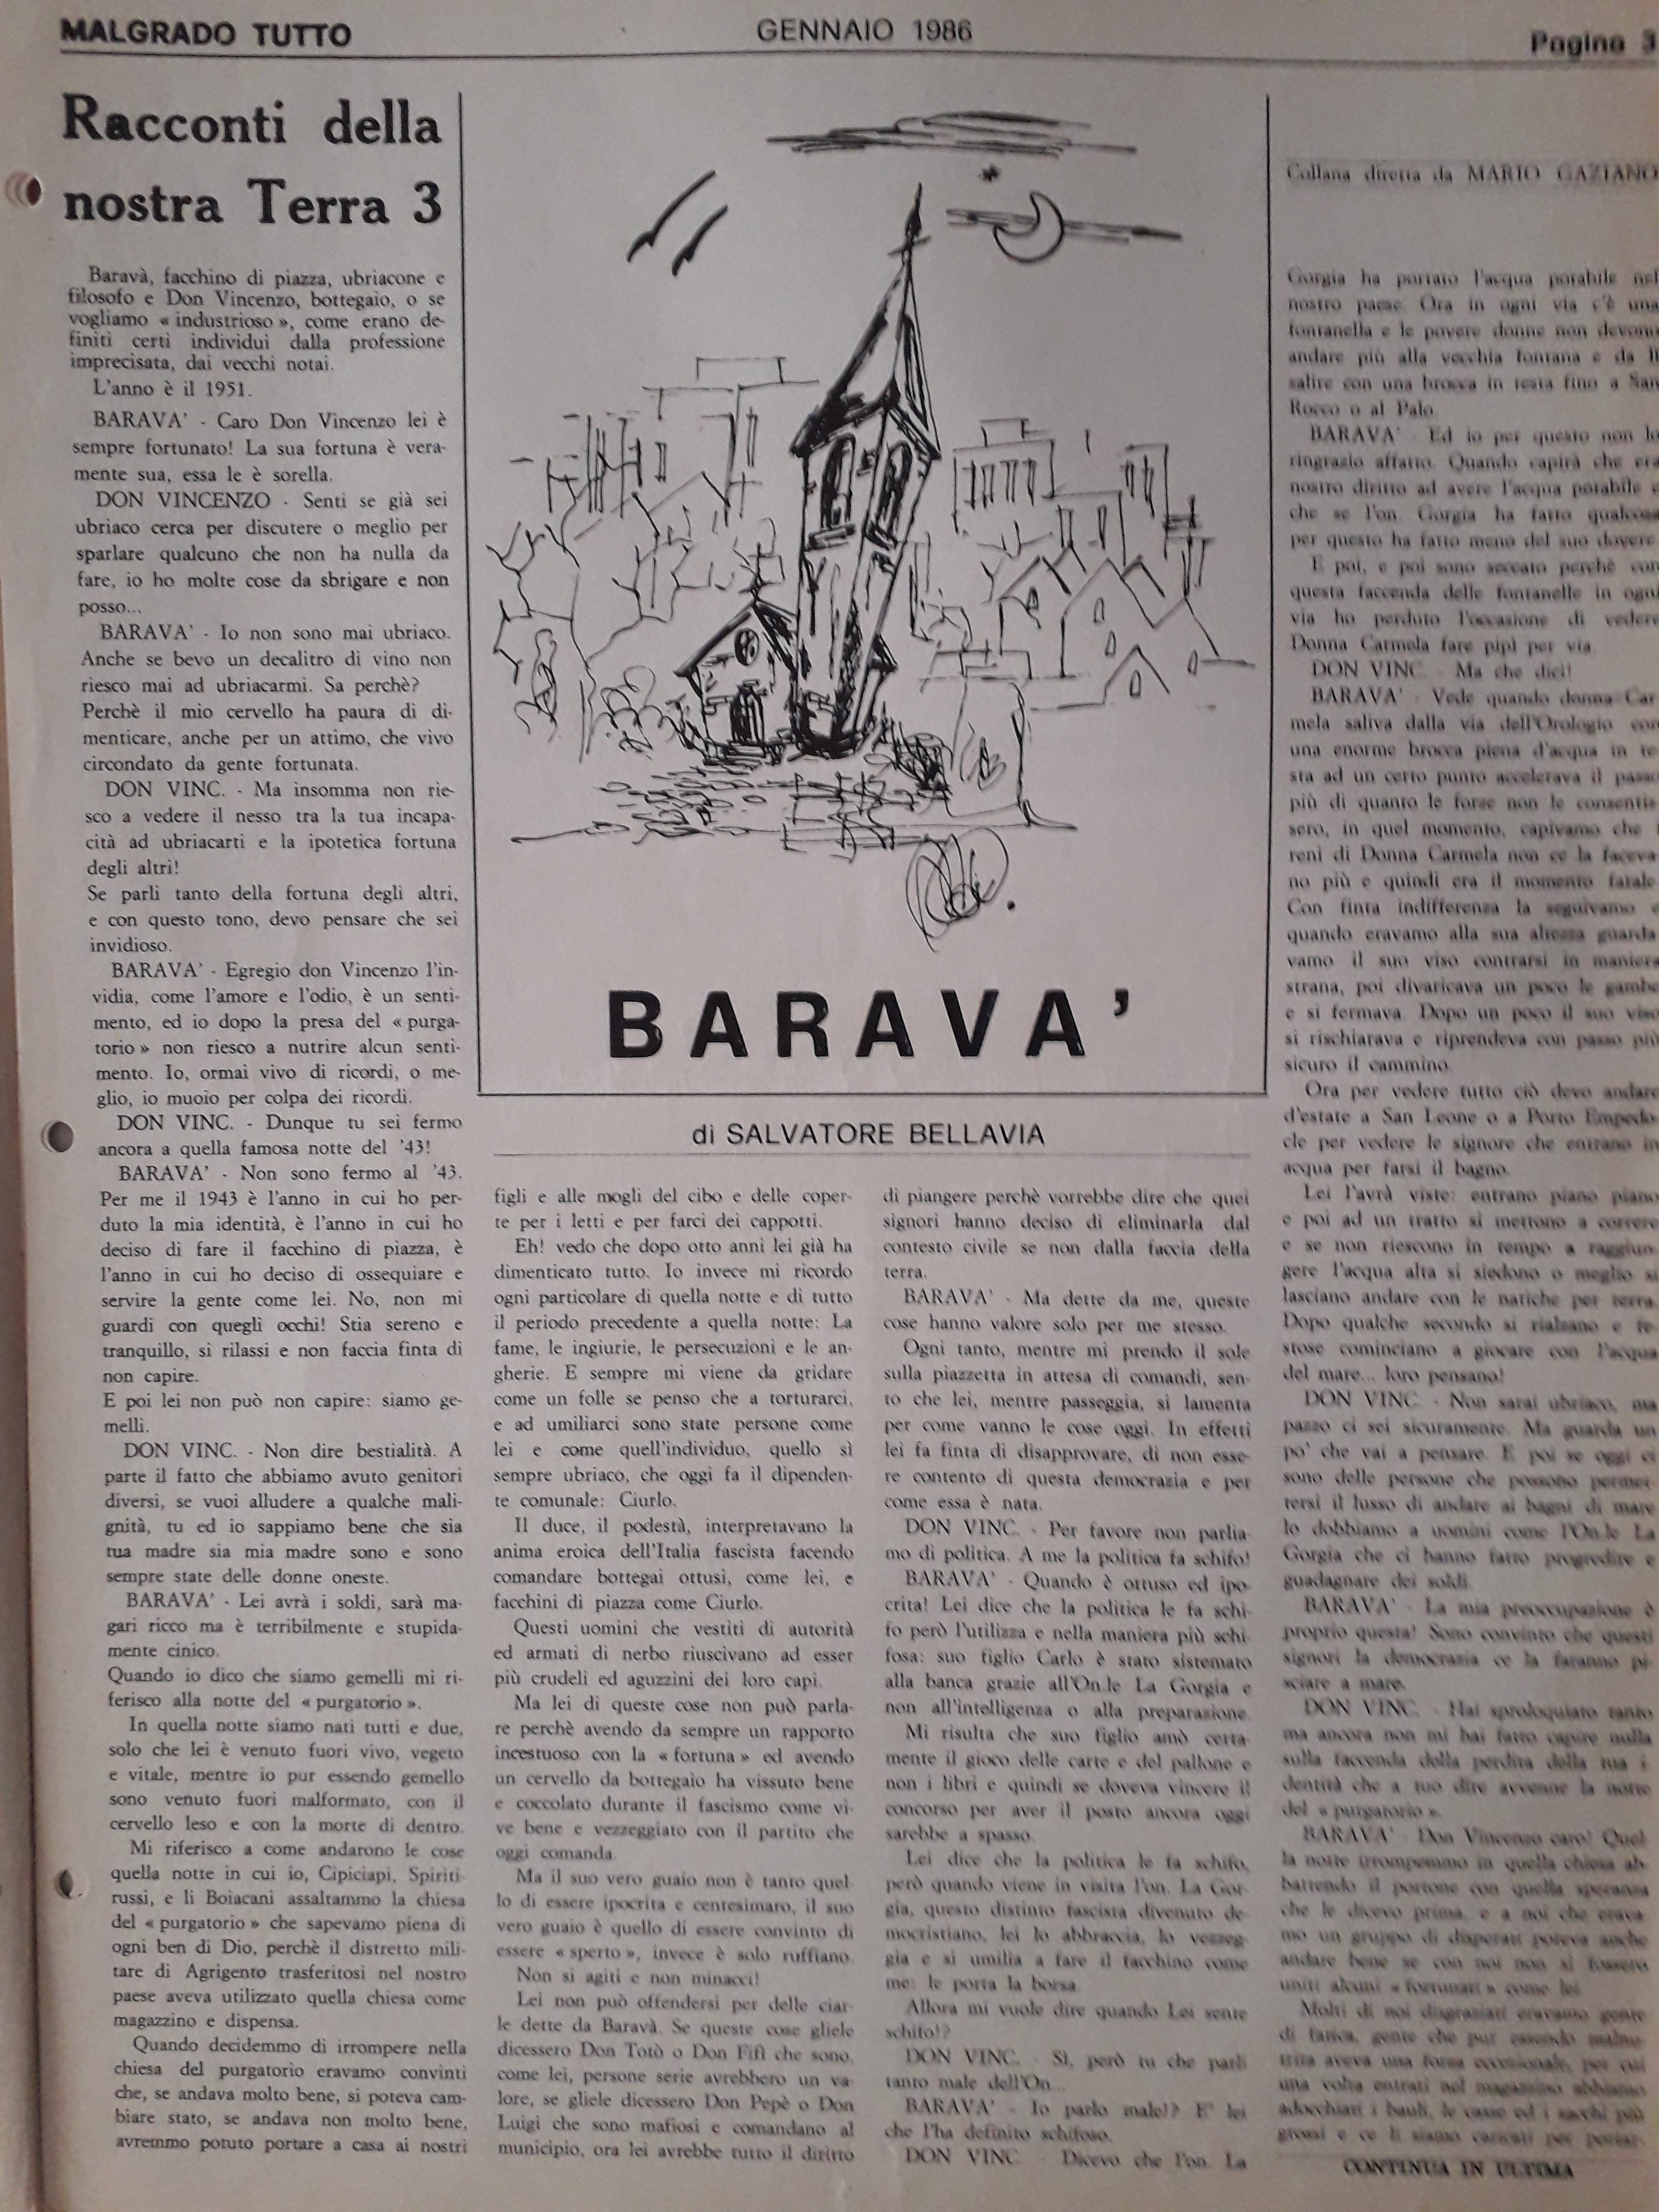 MALGRADO TUTTO
GENNAIO 1986
Pagina 3
Racconti della
nostra Terra 3
Baravà, facchino di piazza, ubriacone e
filosofo e Don Vincenzo, bottegaio, o se
vogliamo « industrioso », come erano de-
finiti certi individui dalla professione
imprecisata, dai vecchi notai.
L'anno è il 1951.
BARAVA' - Caro Don Vincenzo lei è
sempre fortunato! La sua fortuna è vera-
mente sua, essa le è sorella.
DON VINCENZO - Senti se già sei
ubriaco cerca per discutere o meglio per
sparlare qualcuno che non ha nulla da
fare, io ho molte cose da sbrigare e non
posso...
BARAVA' - Io non sono mai ubriaco.
Anche se bevo un decalitro di vino non
riesco mai ad ubriacarmi. Sa perchè?
Perchè il mio cervello ha paura di di-
menticare, anche per un attimo, che vivo
circondato da gente fortunata.
DON VINC. - Ma insomma non rie-
sco a vedere il nesso tra la tua incapa-
cità ad ubriacarti e la ipotetica fortuna
degli altri!
Se parli tanto della fortuna degli altri,
e con questo tono, devo pensare che sei
invidioso.
BARAVA' - Egregio don Vincenzo l'in-
vidia, come l'amore e l'odio, è un senti-
mento, ed io dopo la presa del « purga-
torio » non riesco a nutrire alcun senti-
mento. Io, ormai vivo di ricordi, o me-
glio, io muoio per colpa dei ricordi.
DON VINC. - Dunque tu sei fermo
ancora a quella famosa notte del '43!
BARAVA' - Non sono fermo al '43.
Per me il 1943 è l'anno in cui ho per-
duto la mia identità, è l'anno in cui ho
deciso di fare il facchino di piazza, è
l'anno in cui ho deciso di ossequiare e
servire la gente come lei. No, non mi
guardi con quegli occhi! Stia sereno e
tranquillo, si rilassi e non faccia finta di
non capire.
E poi lei non può non capire: siamo ge-
melli.
DON VINC. - Non dire bestialità. A
parte il fatto che abbiamo avuto genitori
diversi, se vuoi alludere a qualche mali-
gnità, tu ed io sappiamo bene che sia
tua madre sia mia madre sono e sono
sempre state delle donne oneste.
BARAVA' - Lei avrà i soldi, sarà ma-
gari ricco ma è terribilmente e stupida-
mente cinico.
Quando io dico che siamo gemelli mi ri-
ferisco alla notte del « purgatorio ».
In quella notte siamo nati tutti e due,
solo che lei è venuto fuori vivo, vegeto
e vitale, mentre io pur essendo gemello
sono venuto fuori malformato, con il
cervello leso e con la morte di dentro.
Mi riferisco a come andarono le cose
quella notte in cui io, Cipiciapi, Spiriti-
russi, e li Boiacani assaltammo la chiesa
del « purgatorio » che sapevamo piena di
ogni ben di Dio, perchè il distretto mili-
tare di Agrigento trasferitosi nel nostro
paese aveva utilizzato quella chiesa come
magazzino e dispensa.
Quando decidemmo di irrompere nella
chiesa del purgatorio eravamo convinti
che, se andava molto bene, si poteva cam-
biare stato, se andava non molto bene,
avremmo potuto portare a casa ai nostri
BARAVA'
di SALVATORE BELLAVIA
figli e alle mogli del cibo e delle coper-
te per i letti e per farci dei cappotti.
Eh! vedo che dopo otto anni lei già ha
dimenticato tutto. Io invece mi ricordo
ogni particolare di quella notte e di tutto
il periodo precedente a quella notte: La
fame, le ingiurie, le persecuzioni e le an-
gherie. E sempre mi viene da gridare
come un folle se penso che a torturarci,
e ad umiliarci sono state persone come
lei e come quell'individuo, quello sì
sempre ubriaco, che oggi fa il dipenden-
te comunale: Ciurlo.
Il duce, il podestà, interpretavano la
anima eroica dell'Italia fascista facendo
comandare bottegai ottusi, come lei, e
facchini di piazza come Ciurlo.
Questi uomini che vestiti di autorità
ed armati di nerbo riuscivano ad esser
più crudeli ed aguzzini dei loro capi.
Ma lei di queste cose non può parla-
re perchè avendo da sempre un rapporto
incestuoso con la « fortuna » ed avendo
un cervello da bottegaio ha vissuto bene
e coccolato durante il fascismo come vi-
ve bene e vezzeggiato con il partito che
oggi comanda.
Ma il suo vero guaio non è tanto quel-
lo di essere ipocrita e centesimaro, il suo
vero guaio è quello di essere convinto di
essere « sperto », invece è solo ruffiano.
Non si agiti e non minacci!
Lei non può offendersi per delle ciar-
le dette da Baravà. Se queste cose gliele
dicessero Don Totò o Don Fifì che sono,
come lei, persone serie avrebbero un va-
lore, se gliele dicessero Don Pepè o Don
Luigi che sono mafiosi e comandano al
municipio, ora lei avrebbe tutto il diritto
di piangere perchè vorrebbe dire che quei
signori hanno deciso di eliminarla dal
contesto civile se non dalla faccia della
terra.
BARAVA' - Ma dette da me, queste
cose hanno valore solo per me stesso.
Ogni tanto, mentre mi prendo il sole
sulla piazzetta in attesa di comandi, sen-
to che lei, mentre passeggia, si lamenta
per come vanno le cose oggi. In effetti
lei fa finta di disapprovare, di non esse-
re contento di questa democrazia e per
come essa è nata.
DON VINC. - Per favore non parlia-
mo di politica. A me la politica fa schifo!
BARAVA' - Quando è ottuso ed ipo-
crita! Lei dice che la politica le fa schi-
fo però l'utilizza e nella maniera più schi-
fosa: suo figlio Carlo è stato sistemato
alla banca grazie all'On.le La Gorgia e
non all'intelligenza o alla preparazione.
Mi risulta che suo figlio amò certa-
mente il gioco delle carte e del pallone e
non i libri e quindi se doveva vincere il
concorso per aver il posto ancora oggi
sarebbe a spasso.
Lei dice che la politica le fa schifo,
però quando viene in visita l'on. La Gor-
gia, questo distinto fascista divenuto de-
mocristiano, lei lo abbraccia, lo vezzeg-
gia e si umilia a fare il facchino come
me: le porta la borsa.
Allora mi vuole dire quando Lei sente
schifo!?
DON VINC. - Sì, però tu che parli
tanto male dell'On...
BARAVA' - Io parlo male!? E' lei
che l'ha definito schifoso.
DON VINC. - Dicevo che l'on. La
Collana diretta da MARIO GAZIANO
Gorgia ha portato l'acqua potabile nel
nostro paese. Ora in ogni via c'è una
fontanella e le povere donne non devono
andare più alla vecchia fontana e da lì
salire con una brocca in testa fino a San
Rocco o al Palo.
BARAVA' - Ed io per questo non lo
ringrazio affatto. Quando capirà che era
nostro diritto ad avere l'acqua potabile e
che se l'on. Gorgia ha fatto qualcosa
per questo ha fatto meno del suo dovere.
E poi, e poi sono seccato perchè con
questa faccenda delle fontanelle in ogni
via ho perduto l'occasione di vedere
Donna Carmela fare pipì per via.
DON VINC. - Ma che dici!
BARAVA' - Vede quando donna Car-
mela saliva dalla via dell'Orologio con
una enorme brocca piena d'acqua in te-
sta ad un certo punto accelerava il passo
più di quanto le forze non le consentis-
sero, in quel momento, capivamo che i
reni di Donna Carmela non ce la faceva-
no più e quindi era il momento fatale.
Con finta indifferenza la seguivamo e
quando eravamo alla sua altezza guarda-
vamo il suo viso contrarsi in maniera
strana, poi divaricava un poco le gambe
e si fermava. Dopo un poco il suo viso
si rischiarava e riprendeva con passo più
sicuro il cammino.
Ora per vedere tutto ciò devo andare
d'estate a San Leone o a Porto Empedo-
cle per vedere le signore che entrano in
acqua per farsi il bagno.
Lei l'avrà viste: entrano piano piano
e poi ad un tratto si mettono a correre
e se non riescono in tempo a raggiun-
gere l'acqua alta si siedono o meglio si
lasciano andare con le natiche per terra.
Dopo qualche secondo si rialzano e fe-
stose cominciano a giocare con l'acqua
del mare... loro pensano!
DON VINC. - Non sarai ubriaco, ma
pazzo ci sei sicuramente. Ma guarda un
po' che vai a pensare. E poi se oggi ci
sono delle persone che possono permet-
tersi il lusso di andare ai bagni di mare
lo dobbiamo a uomini come l'On.le La
Gorgia che ci hanno fatto progredire e
guadagnare dei soldi.
BARAVA' - La mia preoccupazione è
proprio questa! Sono convinto che questi
signori la democrazia ce la faranno pi-
sciare a mare.
DON VINC. - Hai sproloquiato tanto
ma ancora non mi hai fatto capire nulla
sulla faccenda della perdita della tua i-
dentità che a tuo dire avvenne la notte
del « purgatorio ».
BARAVA' - Don Vincenzo caro! Quel-
la notte irrompemmo in quella chiesa ab-
battendo il portone con quella speranza
che le dicevo prima, e a noi che erava-
mo un gruppo di disperati poteva anche
andare bene se con noi non si fossero
uniti alcuni « fortunati » come lei.
Molti di noi disgraziati eravamo gente
di fatica, gente che pur essendo malnu-
trita aveva una forza eccezionale, per cui
una volta entrati nel magazzino abbiamo
adocchiati i bauli, le casse ed i sacchi più
grossi e ce li siamo caricati per portar-
CONTINUA IN ULTIMA